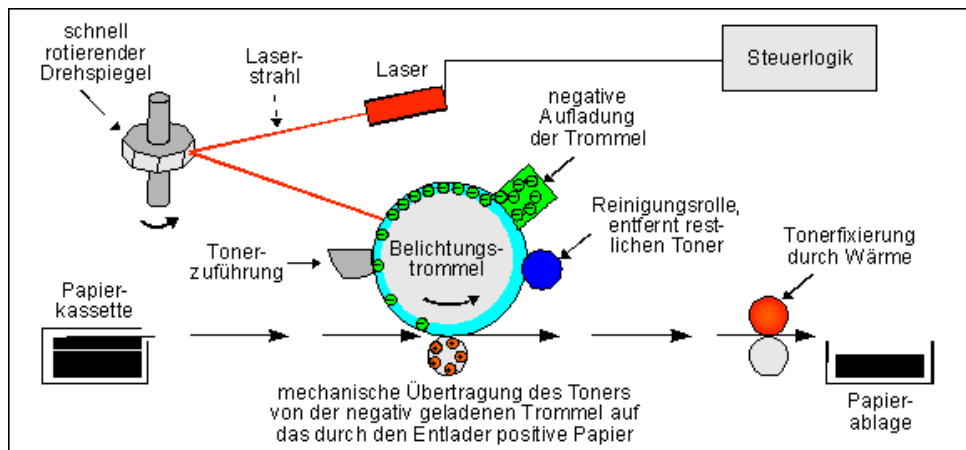 schnell
rotierender
Drehspiegel
Laser-
strahl
Laser
Steuerlogik
negative
Aufladung
der Trommel
Reinigungsrolle,
entfernt rest-
lichen Toner
Toner-
zuführung
Belichtungs-
trommel
Tonerfixierung
durch Wärme
Papier-
kassette
mechanische Übertragung des Toners
von der negativ geladenen Trommel auf
das durch den Entlader positive Papier
Papier-
ablage